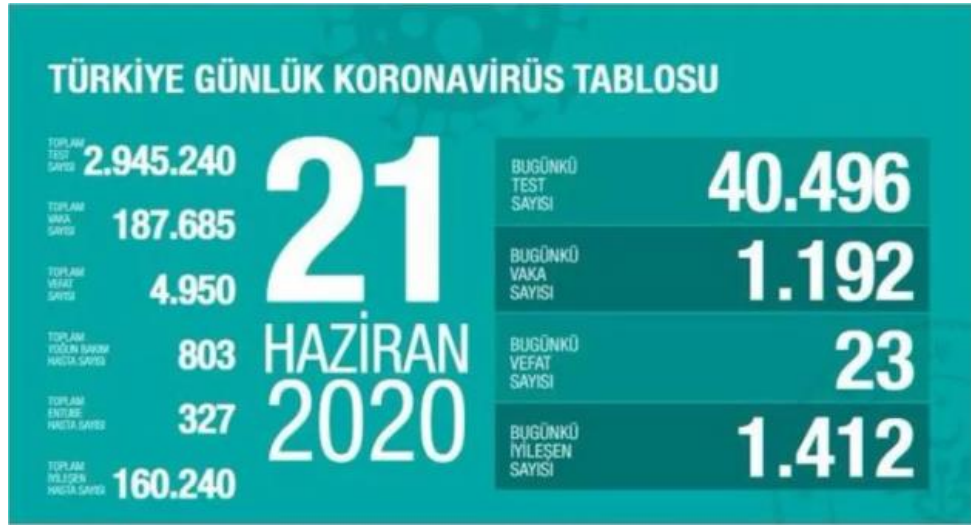 TÜRKİYE GÜNLÜK KORONAVİRÜS TABLOSU
TOPLAM
TEST
SAYISI
2.945.240
TOPLAM
VAKA
SAYISI
187.685
TOPLAM
VEFAT
SAYISI
4.950
TOPLAM
YOĞUN BAKIM
HASTA SAYISI
803
TOPLAM
ENTUBE
HASTA SAYISI
327
TOPLAM
İYİLEŞEN
HASTA SAYISI
160.240
21
HAZİRAN
2020
BUGÜNKÜ
TEST
SAYISI
40.496
BUGÜNKÜ
VAKA
SAYISI
1.192
BUGÜNKÜ
VEFAT
SAYISI
23
BUGÜNKÜ
İYİLEŞEN
SAYISI
1.412